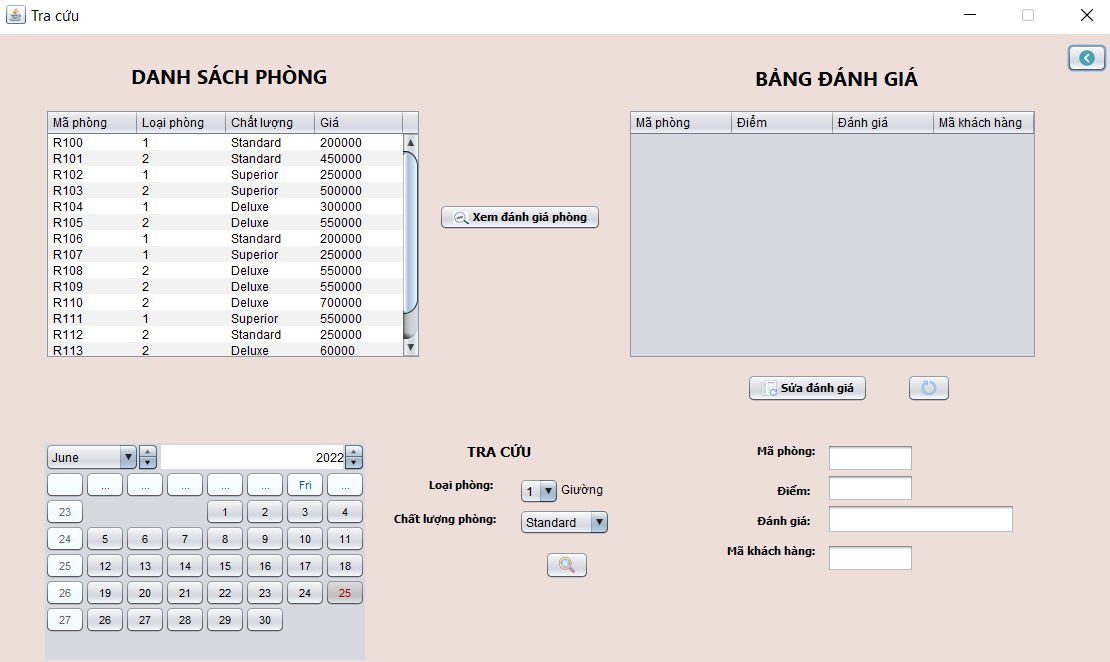 Tra cứu
DANH SÁCH PHÒNG
BẢNG ĐÁNH GIÁ
Mã phòng Loại phòng Chất lượng Giá
R100 1 Standard 200000
R101 2 Standard 450000
R102 1 Superior 250000
R103 2 Superior 500000
R104 1 Deluxe 300000
R105 2 Deluxe 550000
R106 1 Standard 200000
R107 1 Superior 250000
R108 2 Deluxe 550000
R109 2 Deluxe 550000
R110 2 Deluxe 700000
R111 1 Superior 550000
R112 2 Standard 250000
R113 2 Deluxe 60000
Xem đánh giá phòng
Mã phòng Điểm Đánh giá Mã khách hàng
Sửa đánh giá
June 2022
... ... ... ... ... Fri ...
23 1 2 3 4
24 5 6 7 8 9 10 11
25 12 13 14 15 16 17 18
26 19 20 21 22 23 24 25
27 26 27 28 29 30
TRA CỨU
Loại phòng: 1 Giường
Chất lượng phòng: Standard
Mã phòng:
Điểm:
Đánh giá:
Mã khách hàng: